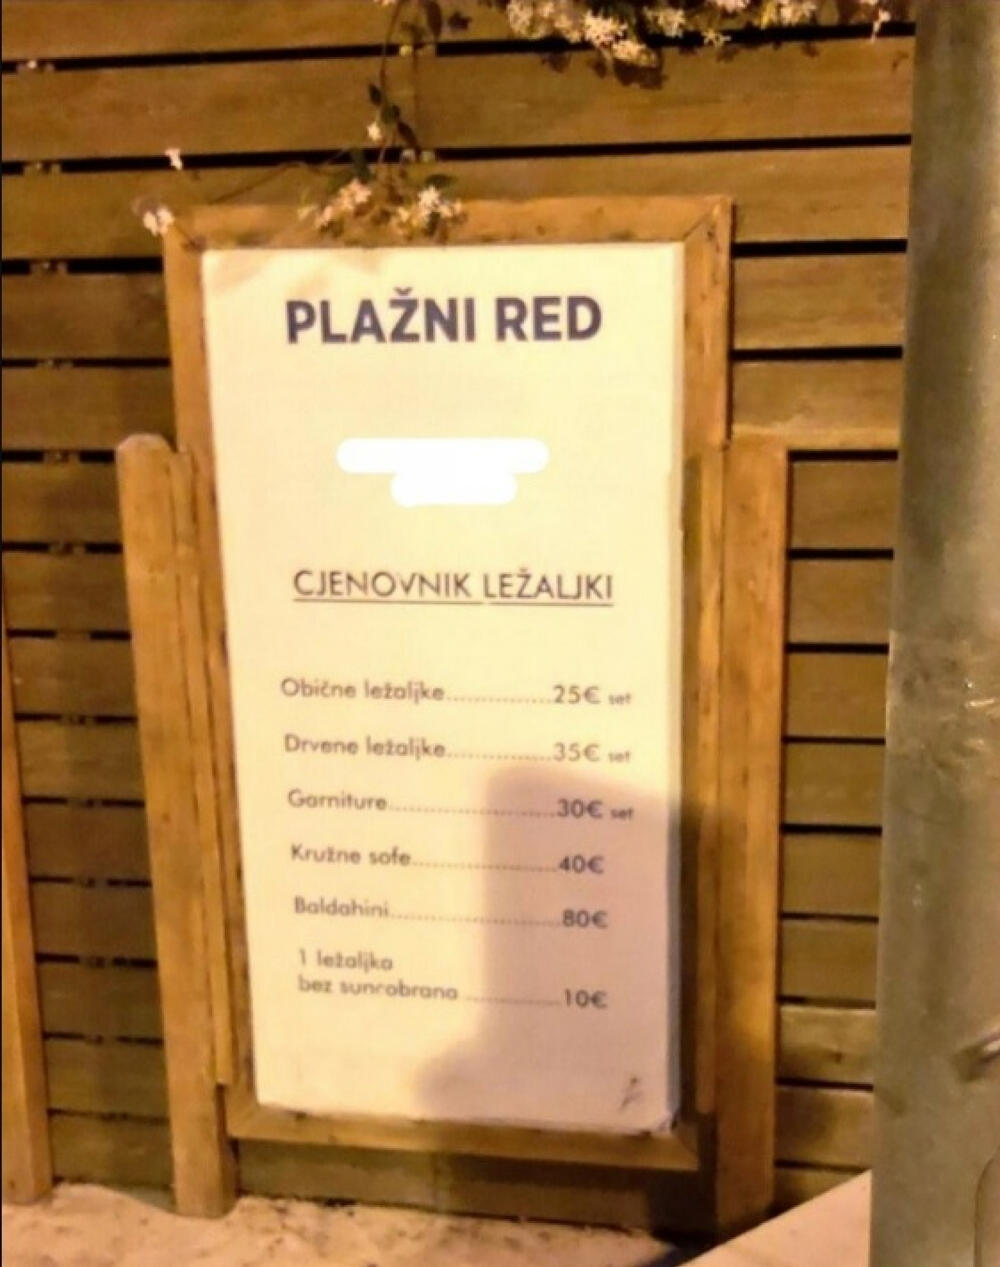 PLAŽNI RED
CJENOVNIK LEŽALJKI
Obične ležaljke..............25€ set
Drvene ležaljke..............35€ set
Garniture......................30€ set
Kružne sofe...................40€
Baldahini.......................80€
1 ležaljka
bez suncobrana .............10€